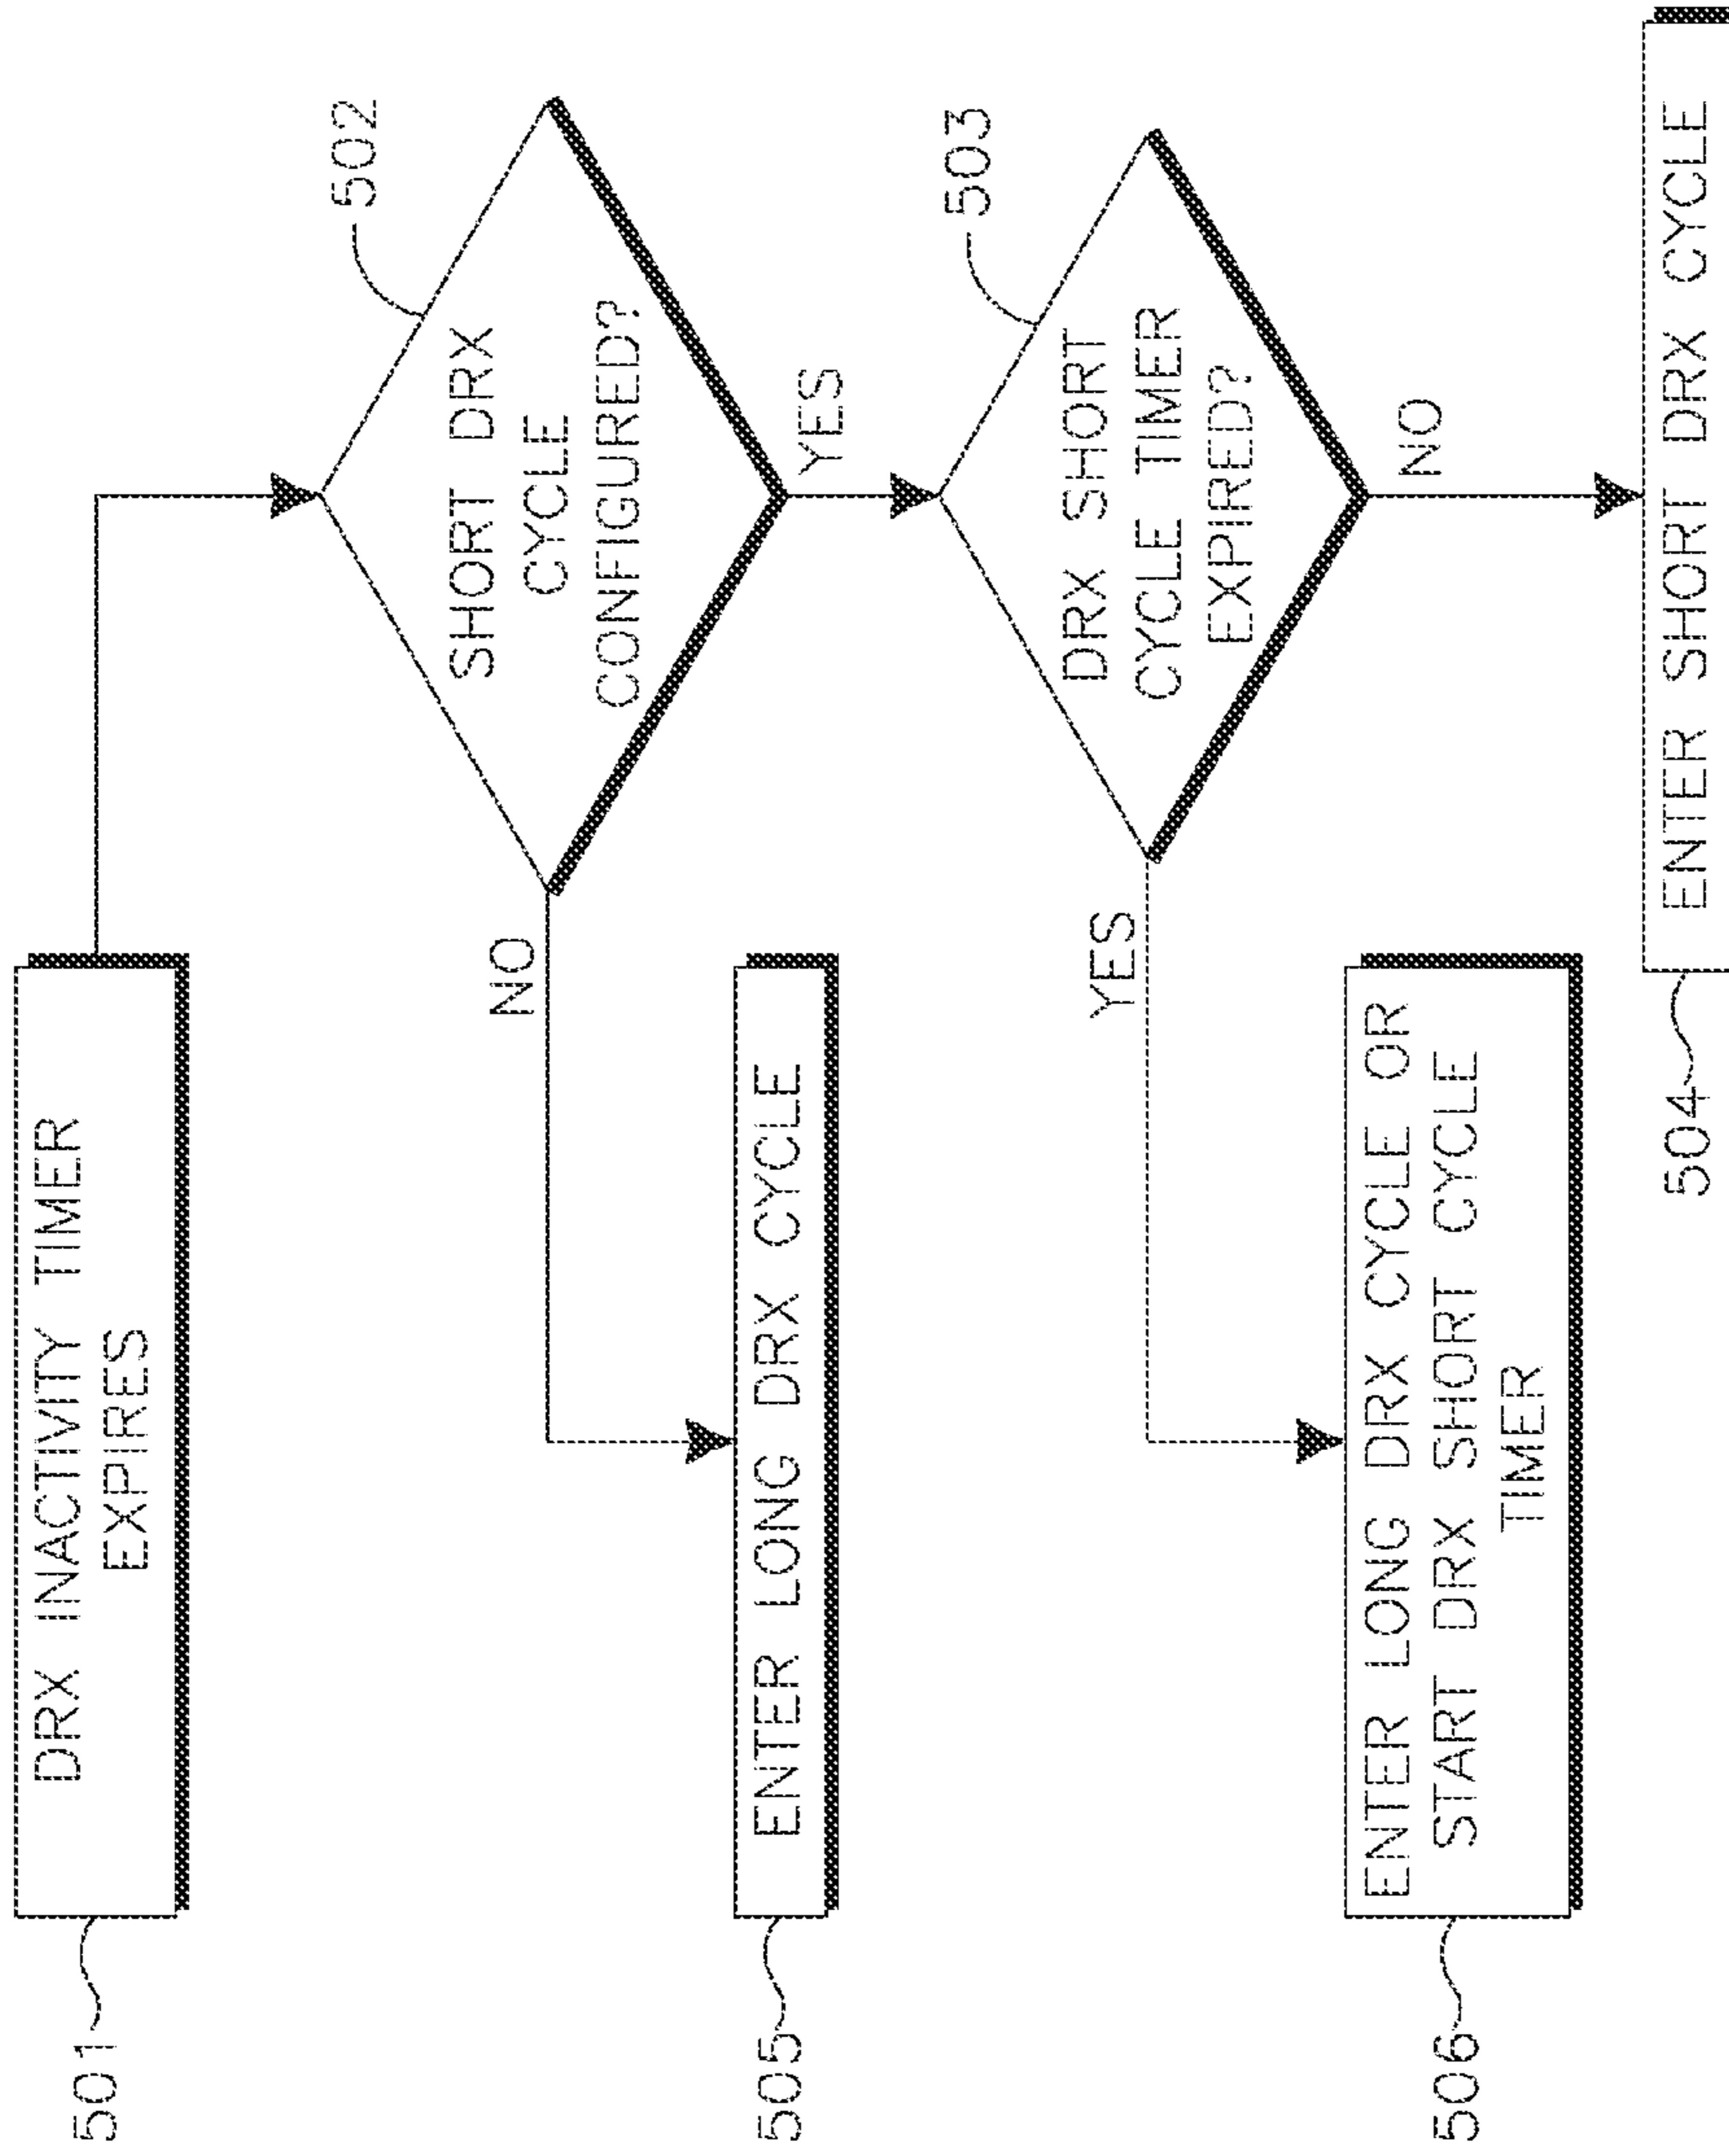 501
DRX INACTIVITY TIMER
EXPIRES
502
SHORT DRX
CYCLE
CONFIGURED?
NO
YES
505
ENTER LONG DRX CYCLE
503
DRX SHORT
CYCLE TIMER
EXPIRED?
YES
NO
506
ENTER LONG DRX CYCLE OR
START DRX SHORT CYCLE
TIMER
504
ENTER SHORT DRX CYCLE